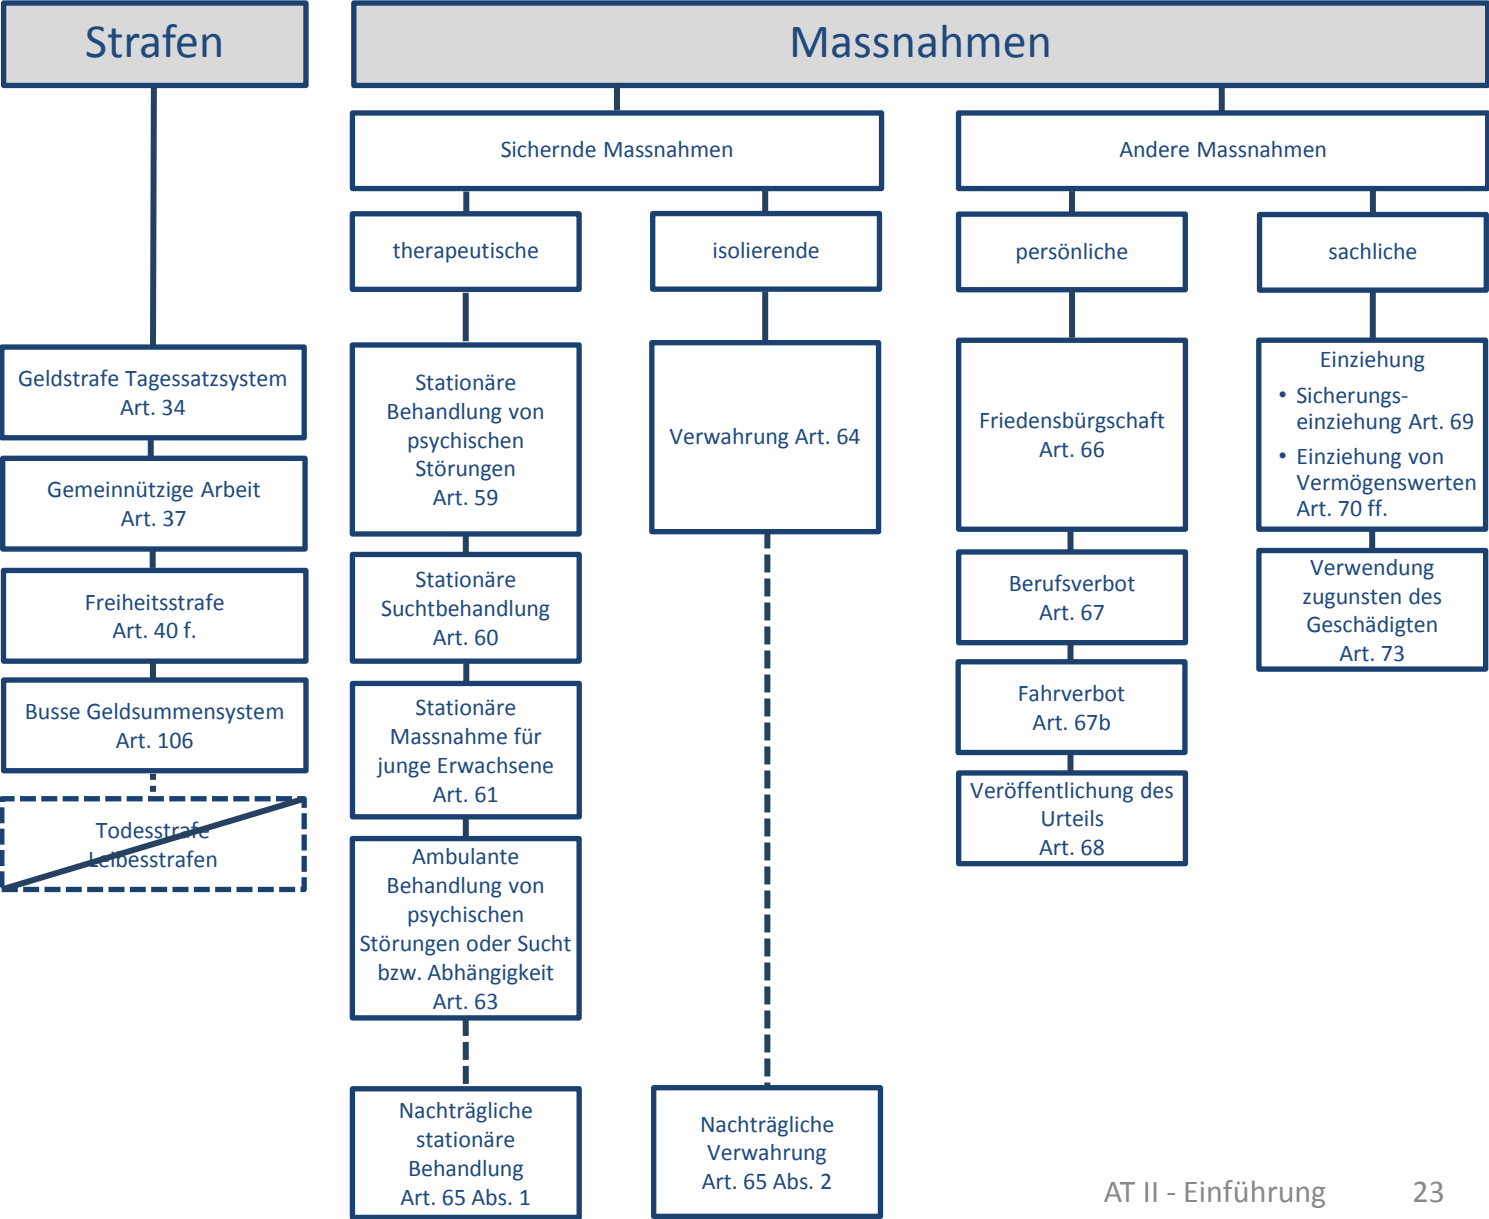 Strafen
Massnahmen
Sichernde Massnahmen
Andere Massnahmen
therapeutische
isolierende
persönliche
sachliche
Geldstrafe Tagessatzsystem
Art. 34
Gemeinnützige Arbeit
Art. 37
Freiheitsstrafe
Art. 40 f.
Busse Geldsummensystem
Art. 106
Todesstrafe
Leibesstrafen
Stationäre
Behandlung von
psychischen
Störungen
Art. 59
Stationäre
Suchtbehandlung
Art. 60
Stationäre
Massnahme für
junge Erwachsene
Art. 61
Ambulante
Behandlung von
psychischen
Störungen oder Sucht
bzw. Abhängigkeit
Art. 63
Nachträgliche
stationäre
Behandlung
Art. 65 Abs. 1
Verwahrung Art. 64
Nachträgliche
Verwahrung
Art. 65 Abs. 2
Friedensbürgschaft
Art. 66
Berufsverbot
Art. 67
Fahrverbot
Art. 67b
Veröffentlichung des
Urteils
Art. 68
Einziehung
• Sicherungs-
einziehung Art. 69
• Einziehung von
Vermögenswerten
Art. 70 ff.
Verwendung
zugunsten des
Geschädigten
Art. 73
AT II - Einführung 23